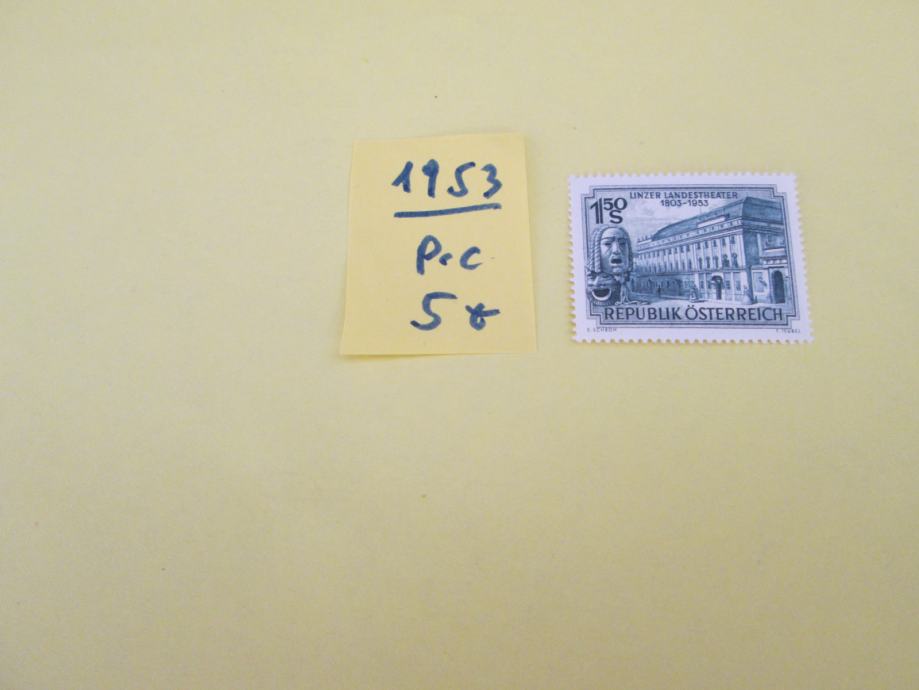 1953
P.C.
5 *
LINZER LANDESTHEATER
1803-1953
1.50
S
REPUBLIK ÖSTERREICH